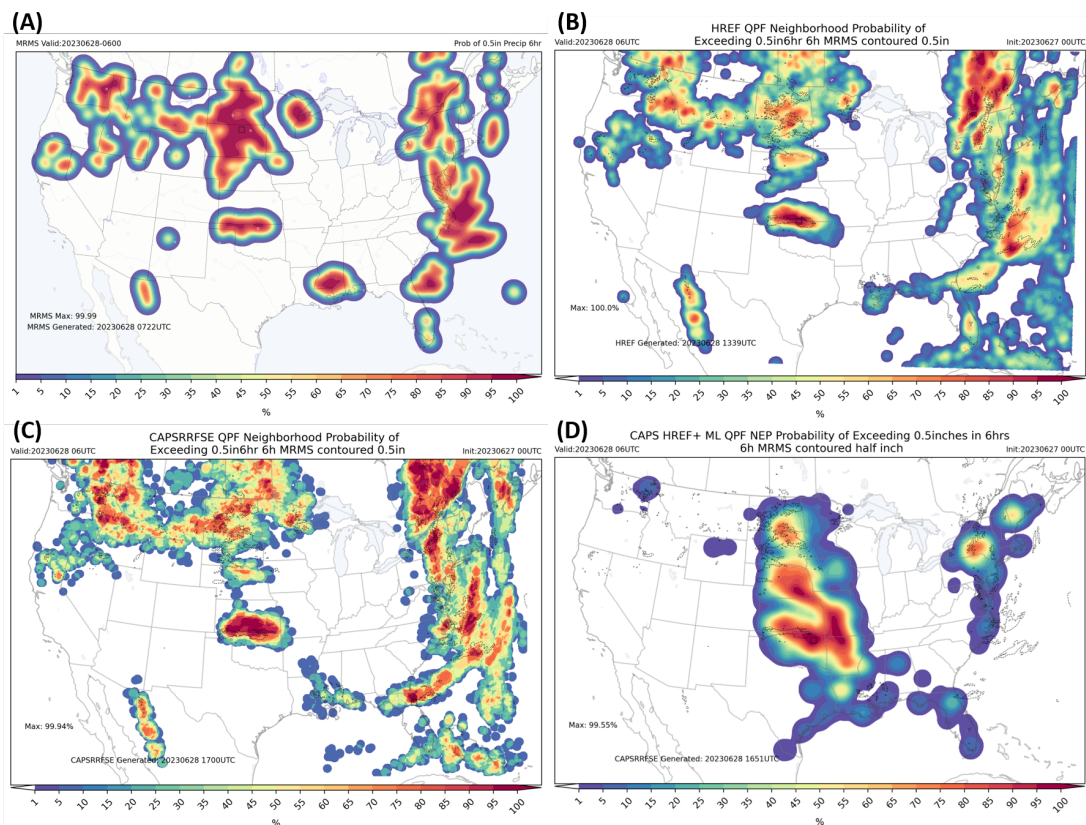 (A)
MRMS Valid:20230628-0600 Prob of 0.5in Precip 6hr
MRMS Max: 99.99
MRMS Generated: 20230628 0722UTC
1 5 10 15 20 25 30 35 40 45 50 55 60 65 70 75 80 85 90 95 100
%
(B)
HREF QPF Neighborhood Probability of
Valid:20230628 06UTC Exceeding 0.5in6hr 6h MRMS contoured 0.5in Init:20230627 00UTC
Max: 100.0%
HREF Generated: 20230628 1339UTC
1 5 10 15 20 25 30 35 40 45 50 55 60 65 70 75 80 85 90 95 100
%
(C)
CAPSRRFSE QPF Neighborhood Probability of
Valid:20230628 06UTC Exceeding 0.5in6hr 6h MRMS contoured 0.5in Init:20230627 00UTC
Max: 99.94%
CAPSRRFSE Generated: 20230628 1700UTC
1 5 10 15 20 25 30 35 40 45 50 55 60 65 70 75 80 85 90 95 100
%
(D)
CAPS HREF+ ML QPF NEP Probability of Exceeding 0.5inches in 6hrs
Valid:20230628 06UTC 6h MRMS contoured half inch Init:20230627 00UTC
Max: 99.55%
CAPSRRFSE Generated: 20230628 1651UTC
1 5 10 15 20 25 30 35 40 45 50 55 60 65 70 75 80 85 90 95 100
%